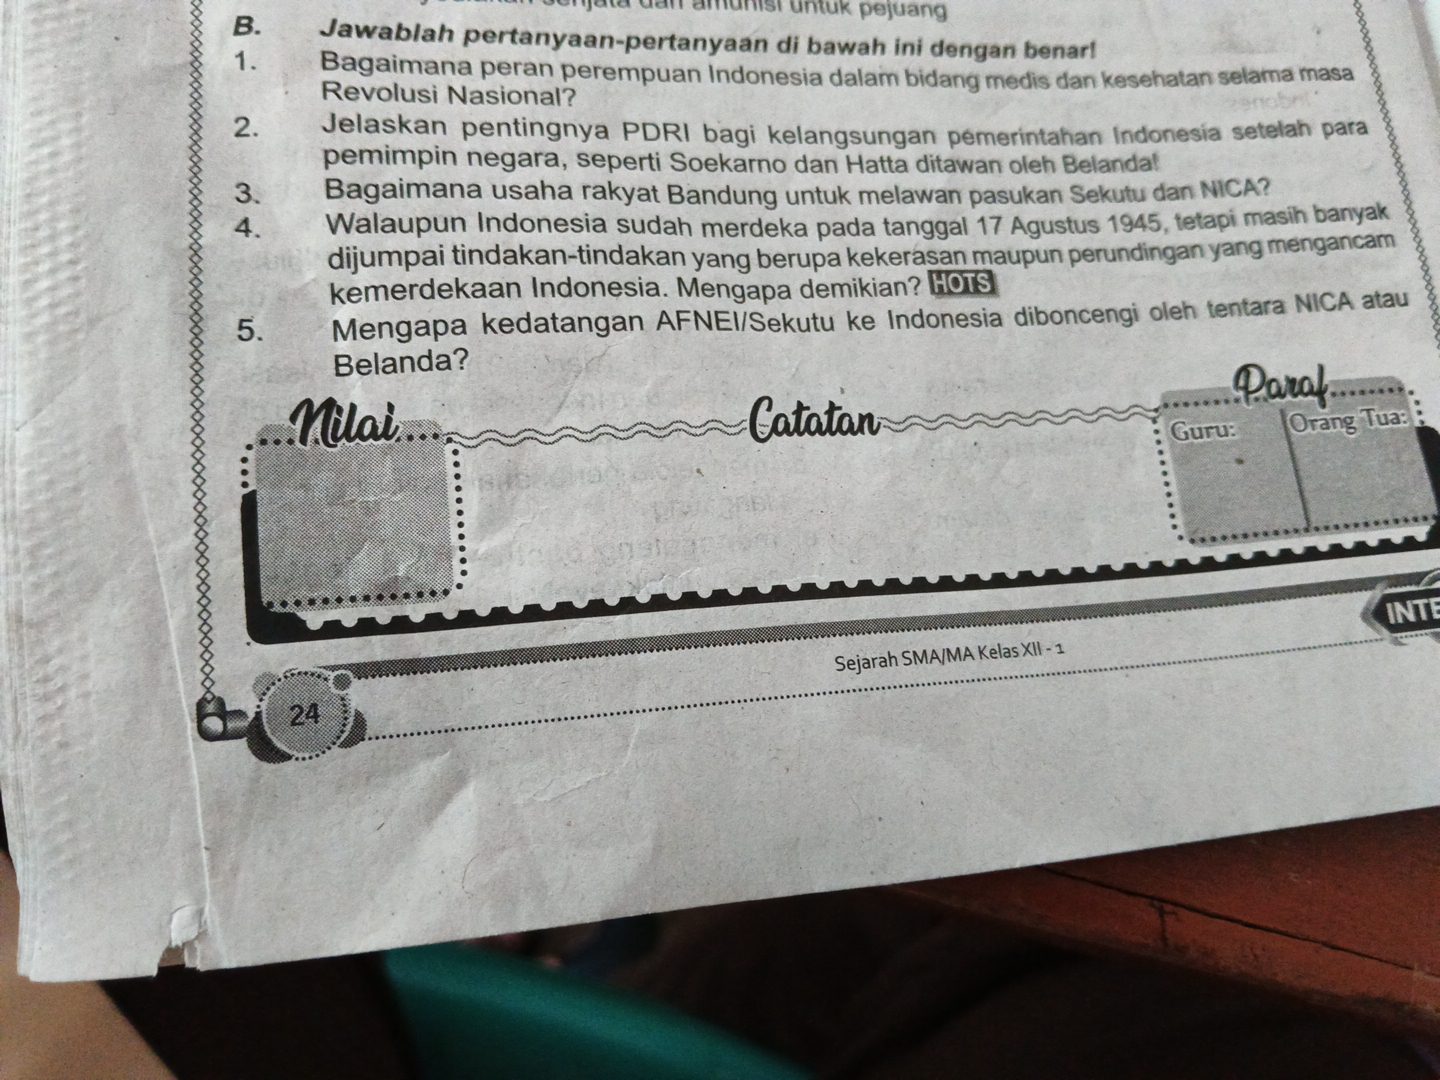 senjata dan amunisi untuk pejuang
B. Jawablah pertanyaan-pertanyaan di bawah ini dengan benar!
1. Bagaimana peran perempuan Indonesia dalam bidang medis dan kesehatan selama masa
Revolusi Nasional?
2. Jelaskan pentingnya PDRI bagi kelangsungan pemerintahan Indonesia setelah para
pemimpin negara, seperti Soekarno dan Hatta ditawan oleh Belanda!
3. Bagaimana usaha rakyat Bandung untuk melawan pasukan Sekutu dan NICA?
4. Walaupun Indonesia sudah merdeka pada tanggal 17 Agustus 1945, tetapi masih banyak
dijumpai tindakan-tindakan yang berupa kekerasan maupun perundingan yang mengancam
kemerdekaan Indonesia. Mengapa demikian? HOTS
5. Mengapa kedatangan AFNEI/Sekutu ke Indonesia diboncengi oleh tentara NICA atau
Belanda?
Nilai
Catatan
Paraf
Guru:
Orang Tua:
Sejarah SMA/MA Kelas XII - 1
24